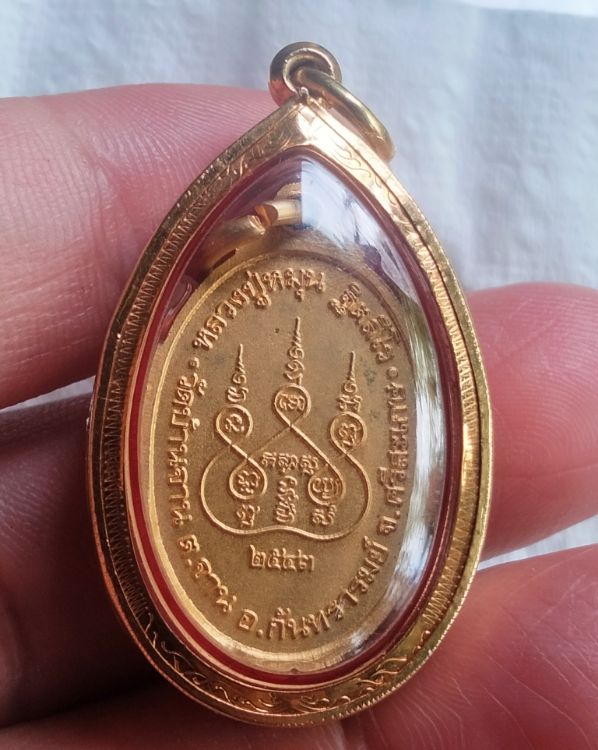 หลวงปู่หมุน ฐิตสีโล
วัดบ้านจาน ต.จาน อ.กันทรารมย์ จ.ศรีสะเกษ
๒๕๔๓